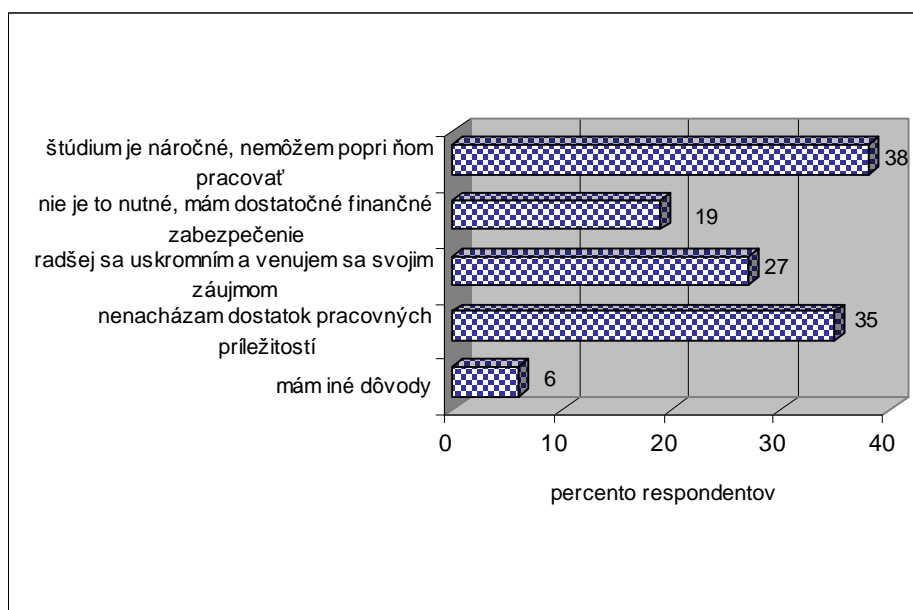 štúdium je náročné, nemôžem popri ňom
pracovať
38
nie je to nutné, mám dostatočné finančné
zabezpečenie
19
radšej sa uskromním a venujem sa svojim
záujmom
27
nenacházam dostatok pracovných
príležitostí
35
mám iné dôvody
6
0 10 20 30 40
percento respondentov